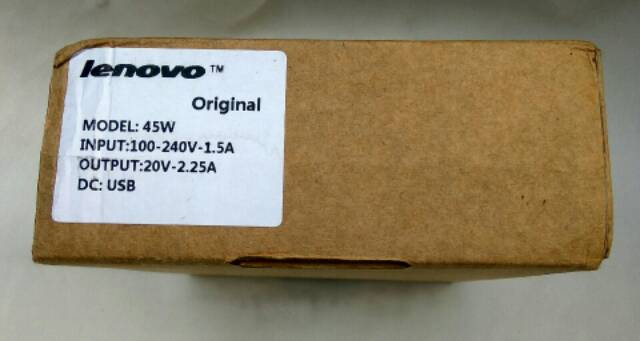 lenovo™
Original
MODEL: 45W
INPUT:100-240V-1.5A
OUTPUT:20V-2.25A
DC: USB